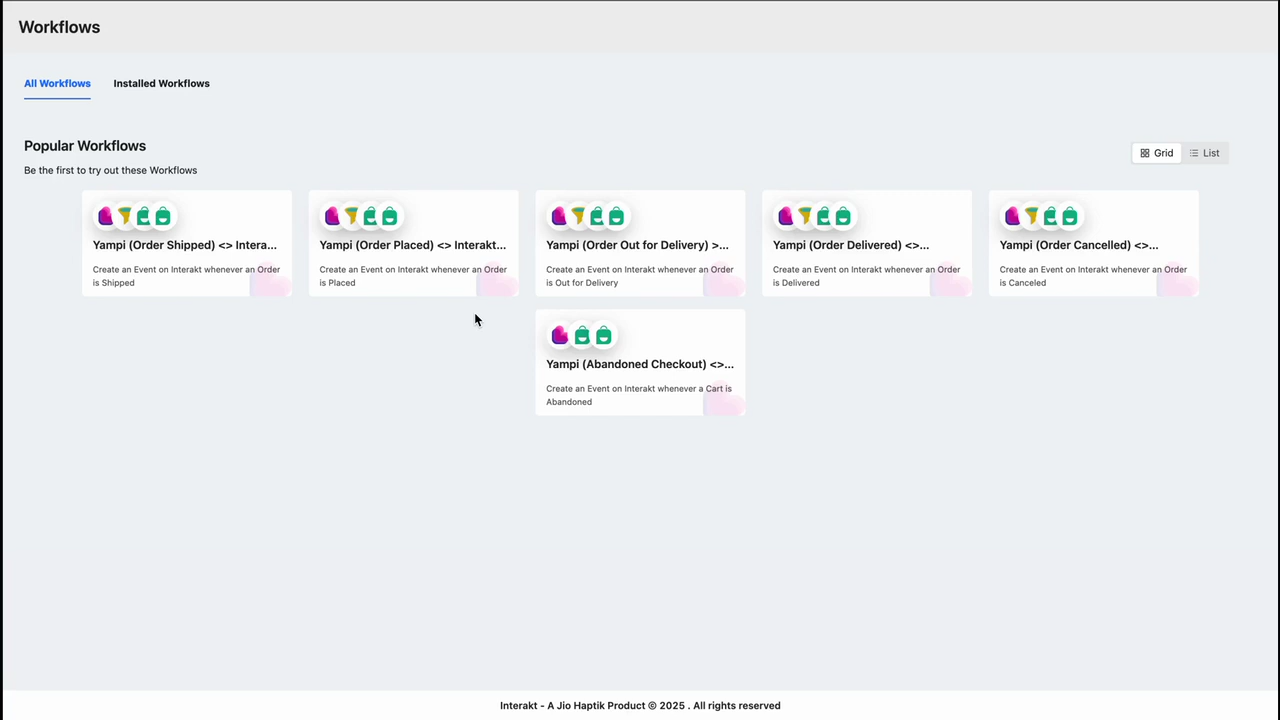 Workflows
All Workflows
Installed Workflows
Popular Workflows
Be the first to try out these Workflows
Grid
List
Yampi (Order Shipped) <> Intera...
Create an Event on Interakt whenever an Order
is Shipped
Yampi (Order Placed) <> Interakt...
Create an Event on Interakt whenever an Order
is Placed
Yampi (Order Out for Delivery) >...
Create an Event on Interakt whenever an Order
is Out for Delivery
Yampi (Order Delivered) <>...
Create an Event on Interakt whenever an Order
is Delivered
Yampi (Order Cancelled) <>...
Create an Event on Interakt whenever an Order
is Canceled
Yampi (Abandoned Checkout) <>...
Create an Event on Interakt whenever a Cart is
Abandoned
Interakt - A Jio Haptik Product © 2025 . All rights reserved